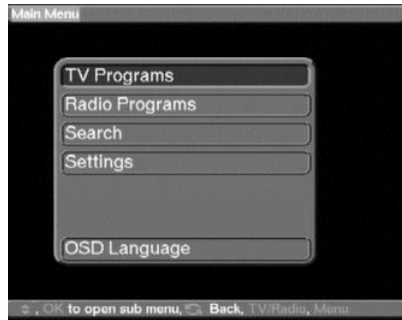 Main Menu
TV Programs
Radio Programs
Search
Settings
OSD Language
, OK to open sub menu, Back, TV/Radio, Menu